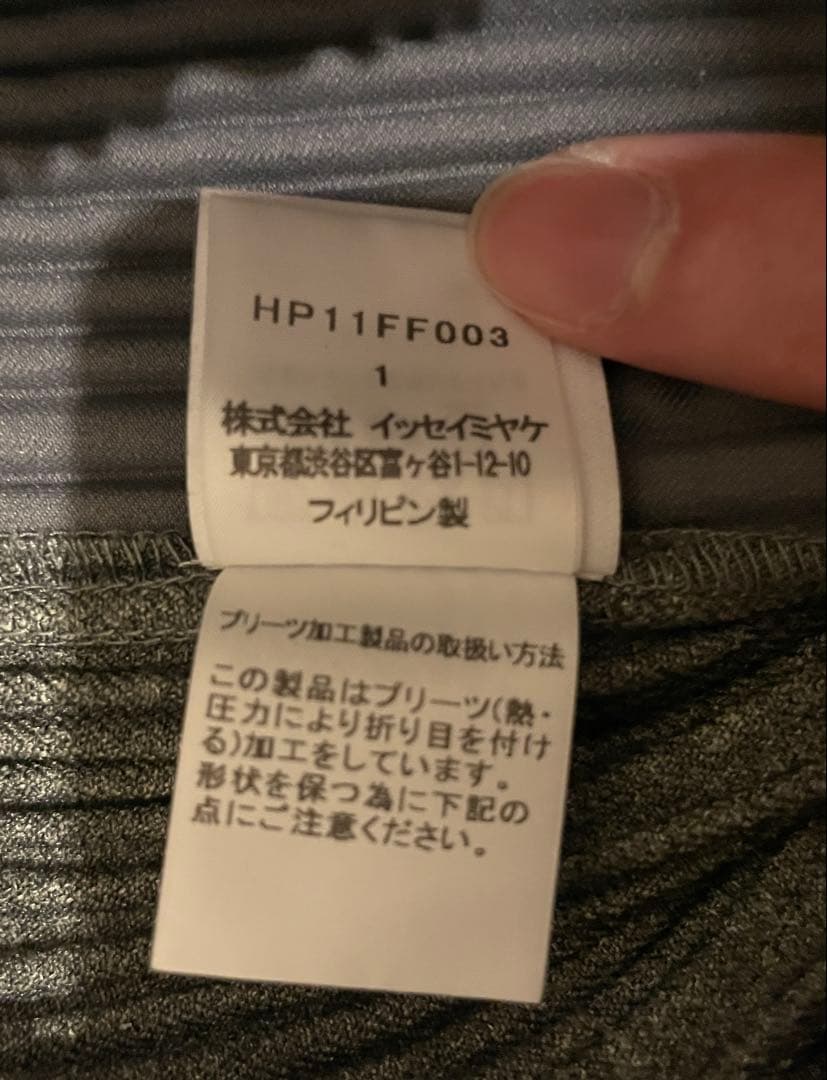 HP11FF003
1
株式会社 イッセイミヤケ
東京都渋谷区富ヶ谷1-12-10
フィリピン製
プリーツ加工製品の取扱い方法
この製品はプリーツ(熱・
圧力により折り目を付け
る)加工をしています。
形状を保つ為に下記の
点にご注意ください。